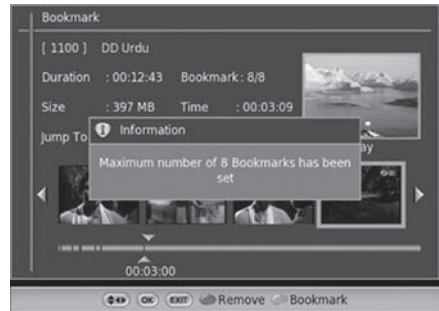 Bookmark
[ 1100 ] DD Urdu
Duration : 00:12:43 Bookmark : 8/8
Size : 397 MB Time : 00:03:09
Jump To
Information
Maximum number of 8 Bookmarks has been
set
00:03:00
OK EXIT Remove Bookmark